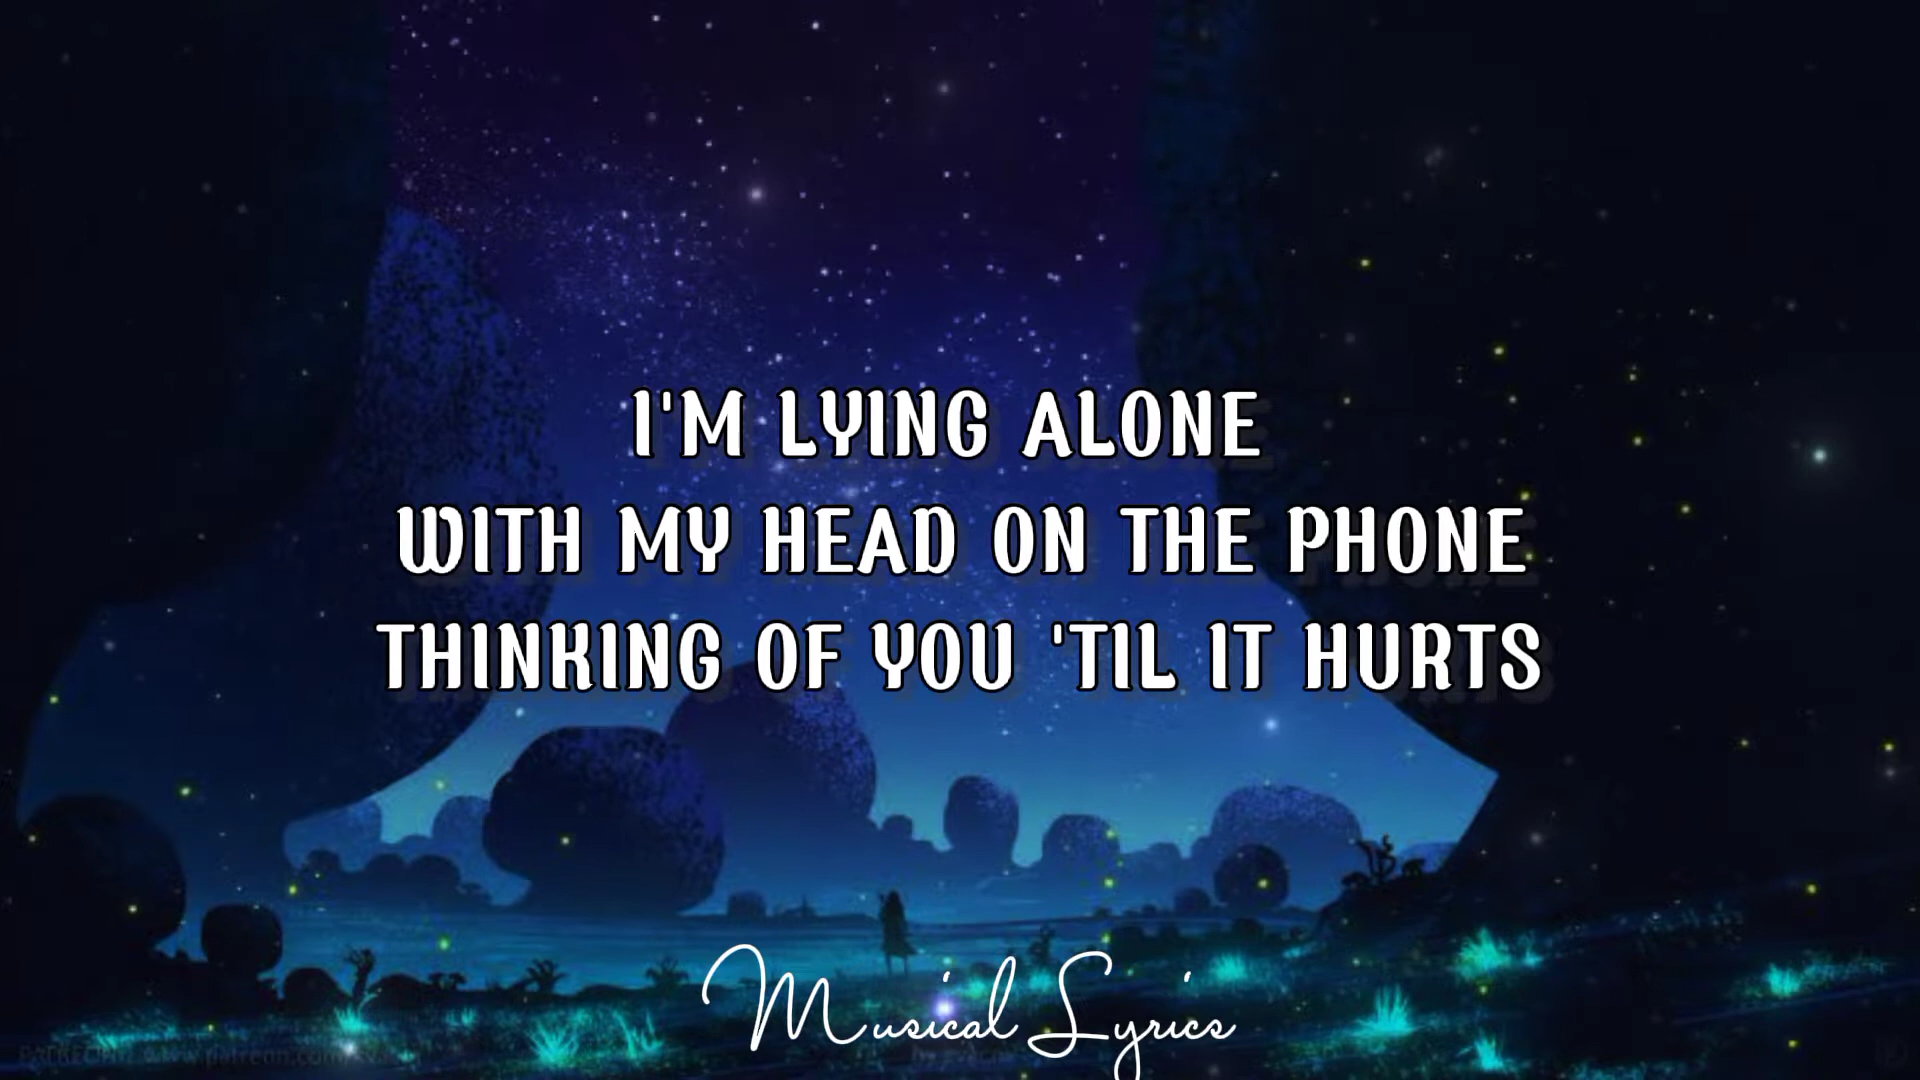 I'M LYING ALONE
WITH MY HEAD ON THE PHONE
THINKING OF YOU 'TIL IT HURTS
Musical Lyrics